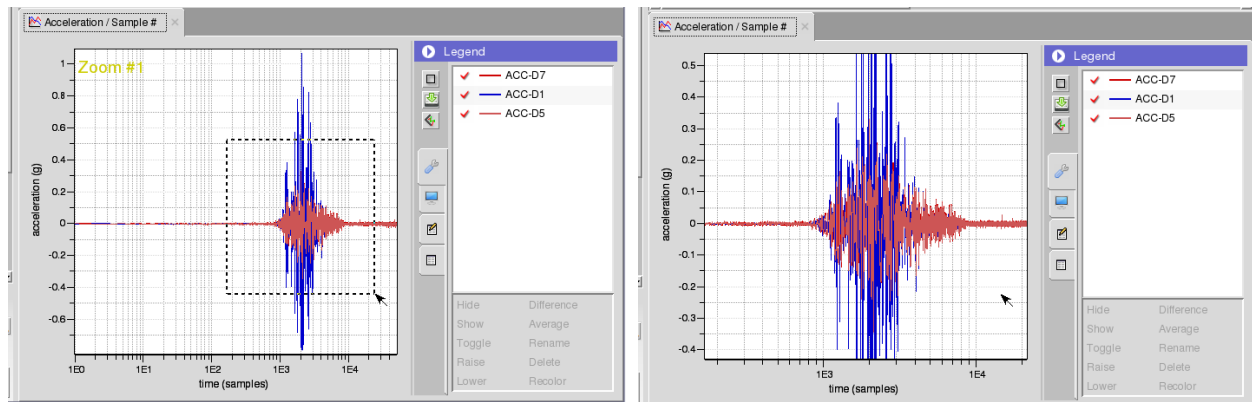 Acceleration / Sample #
Legend
Zoom #1
ACC-D7
ACC-D1
ACC-D5
acceleration (g)
1
0.8
0.6
0.4
0.2
0
-0.2
-0.4
-0.6
1E0 1E1 1E2 1E3 1E4
time (samples)
Hide Difference
Show Average
Toggle Rename
Raise Delete
Lower Recolor
Acceleration / Sample #
Legend
ACC-D7
ACC-D1
ACC-D5
acceleration (g)
0.5
0.4
0.3
0.2
0.1
0
-0.1
-0.2
-0.3
-0.4
1E3 1E4
time (samples)
Hide Difference
Show Average
Toggle Rename
Raise Delete
Lower Recolor